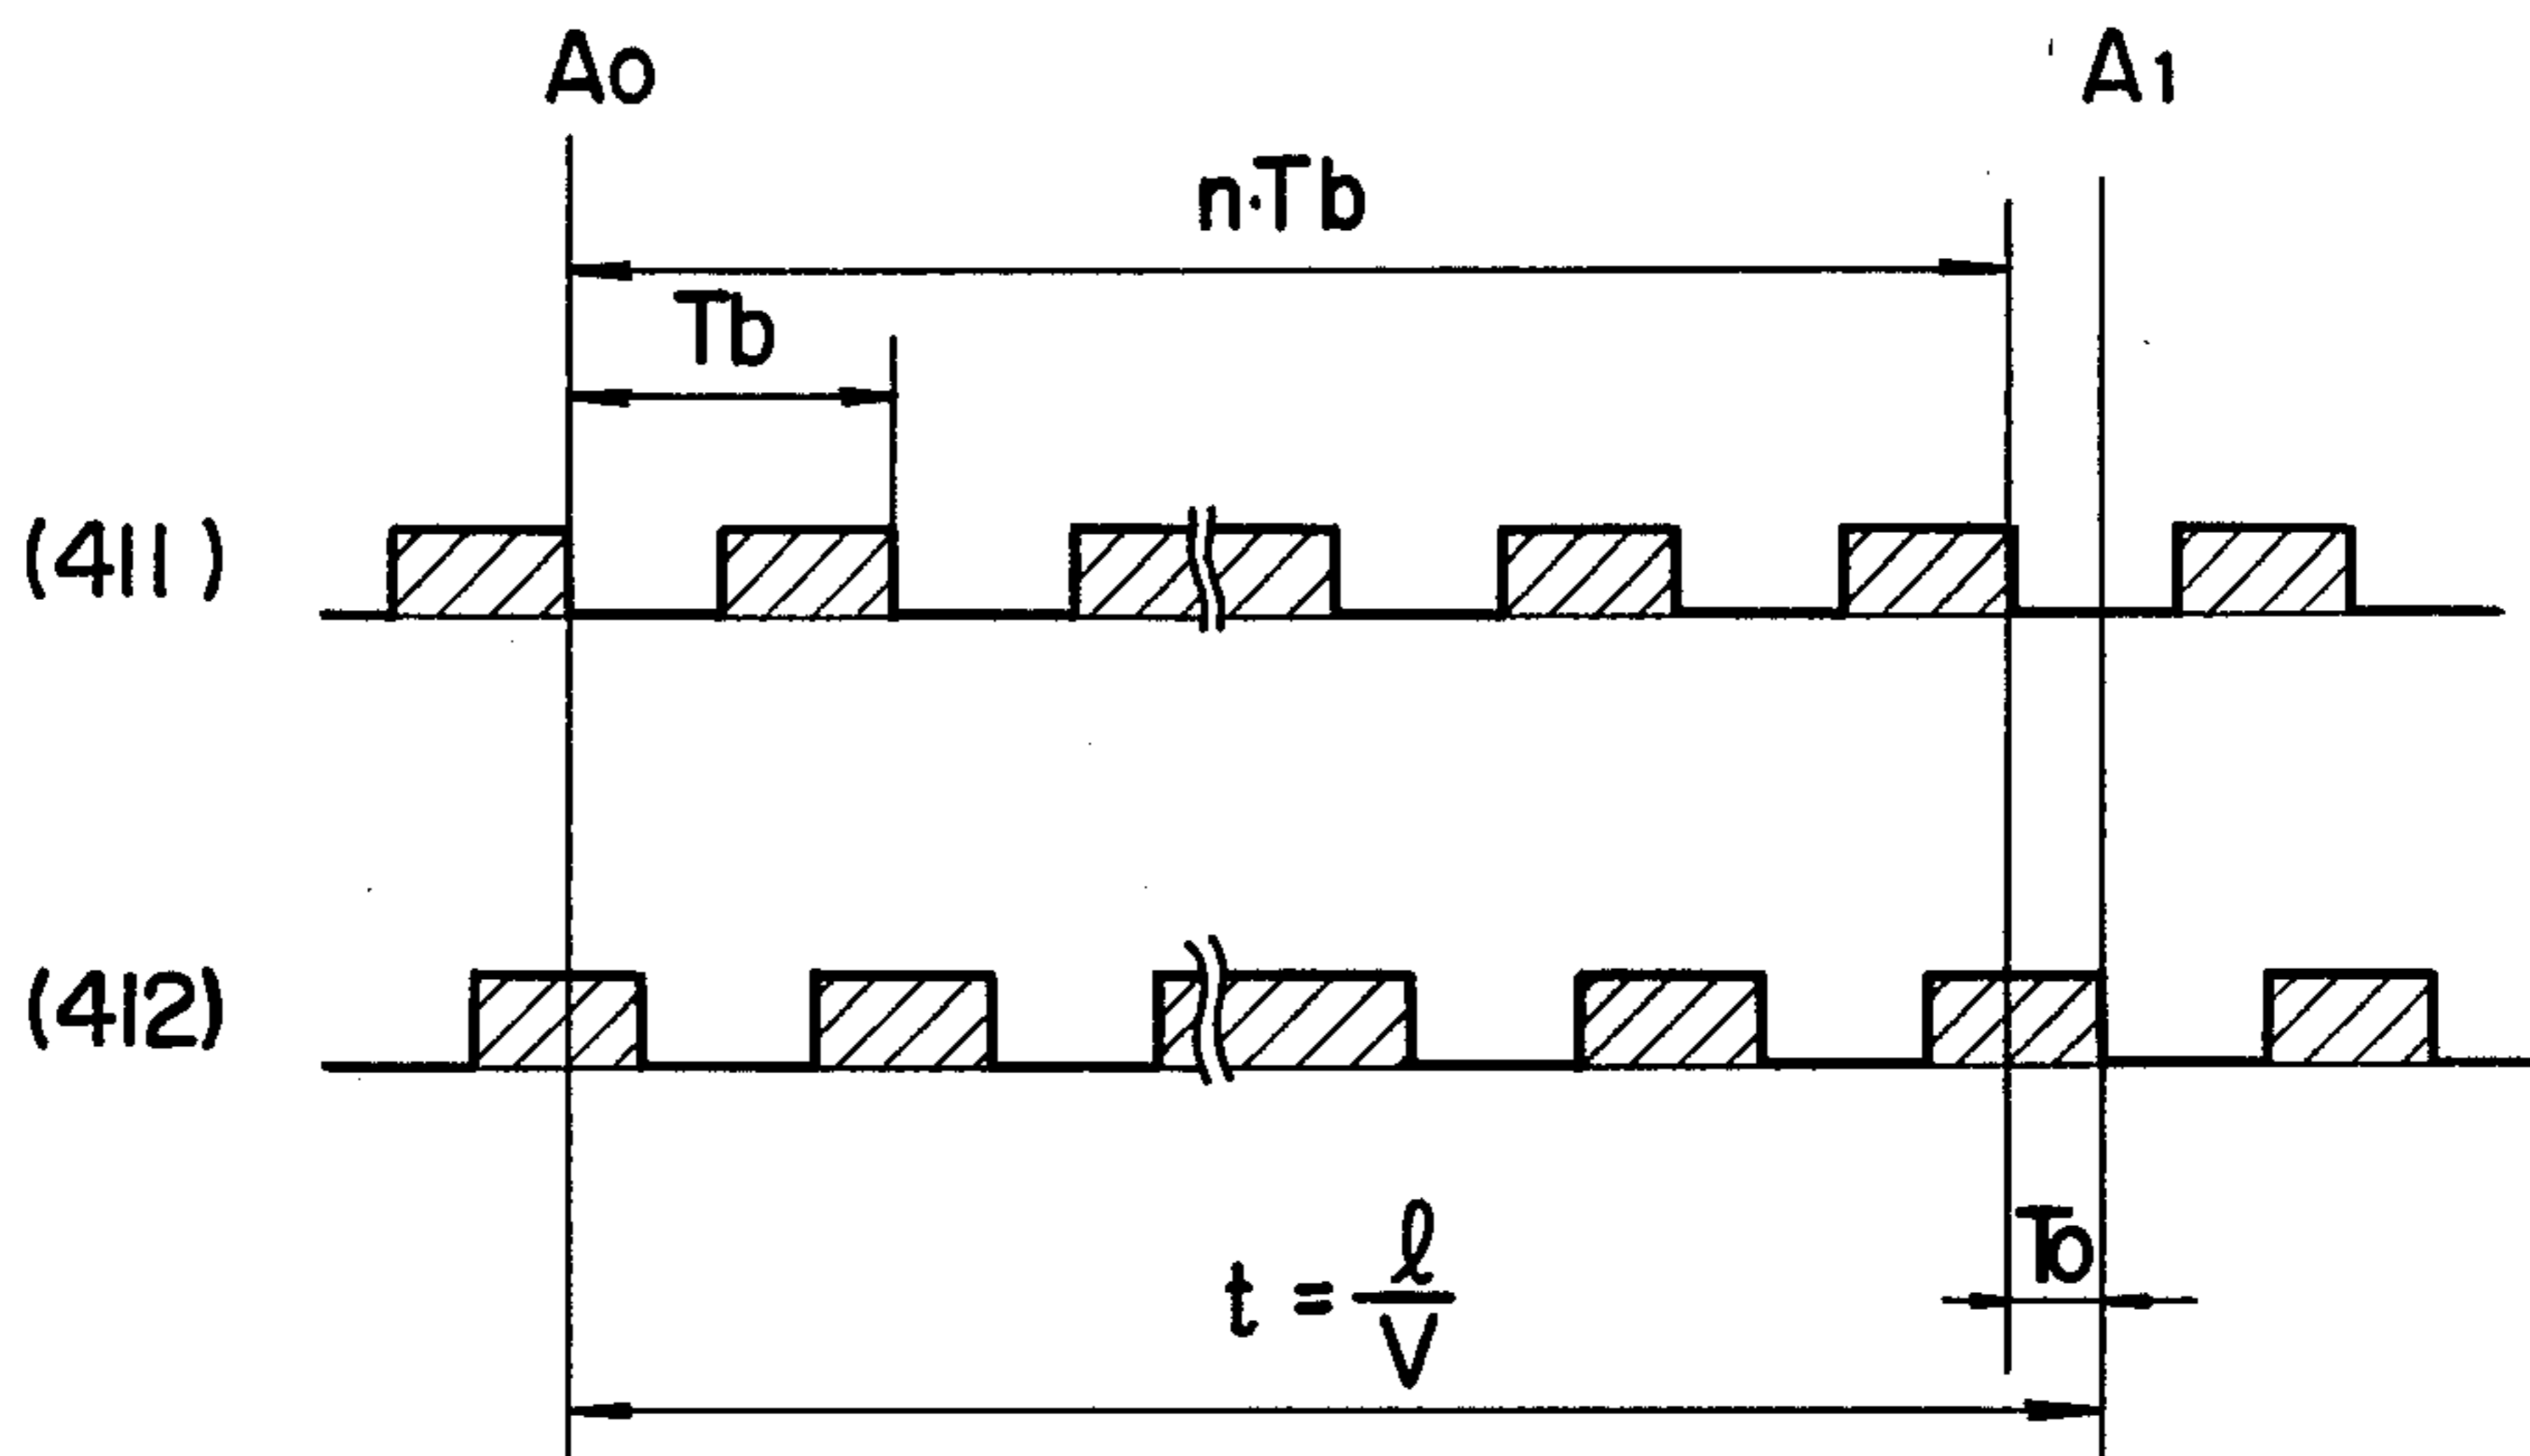 Ao
A1
n·Tb
Tb
(411)
(412)
To
t = ℓ/V